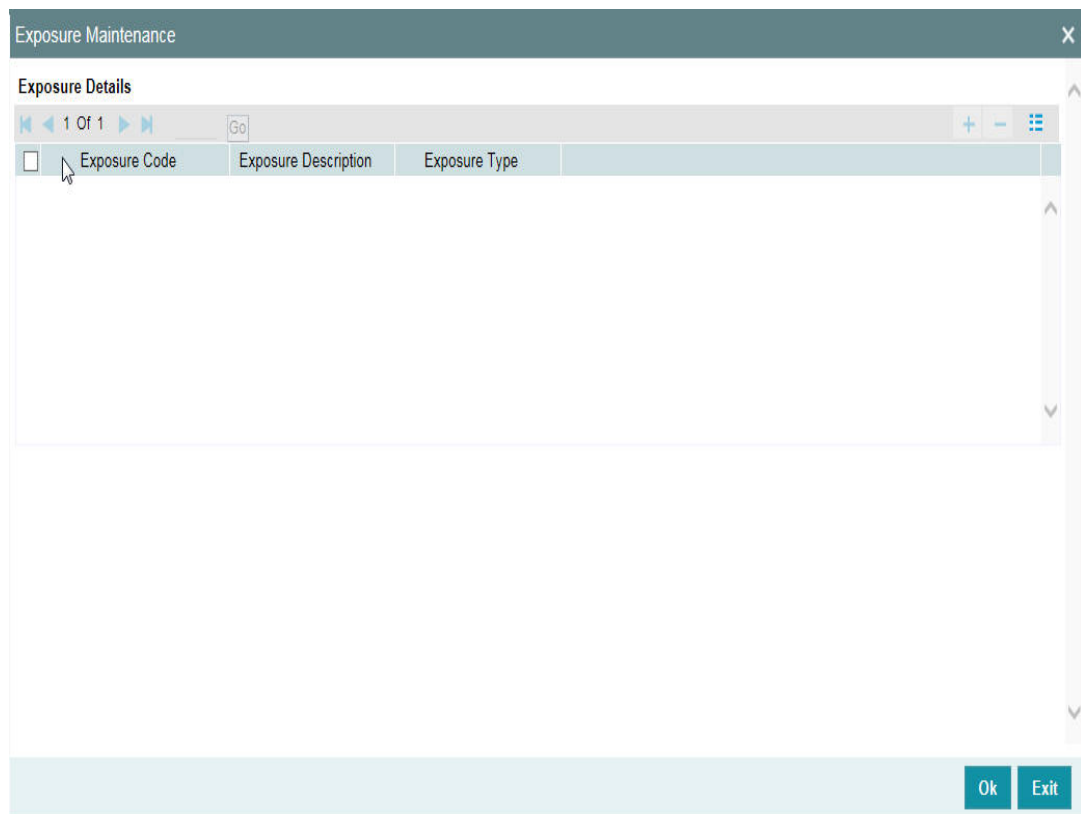 Exposure Maintenance
Exposure Details
1 Of 1 Go
Exposure Code Exposure Description Exposure Type
Ok Exit